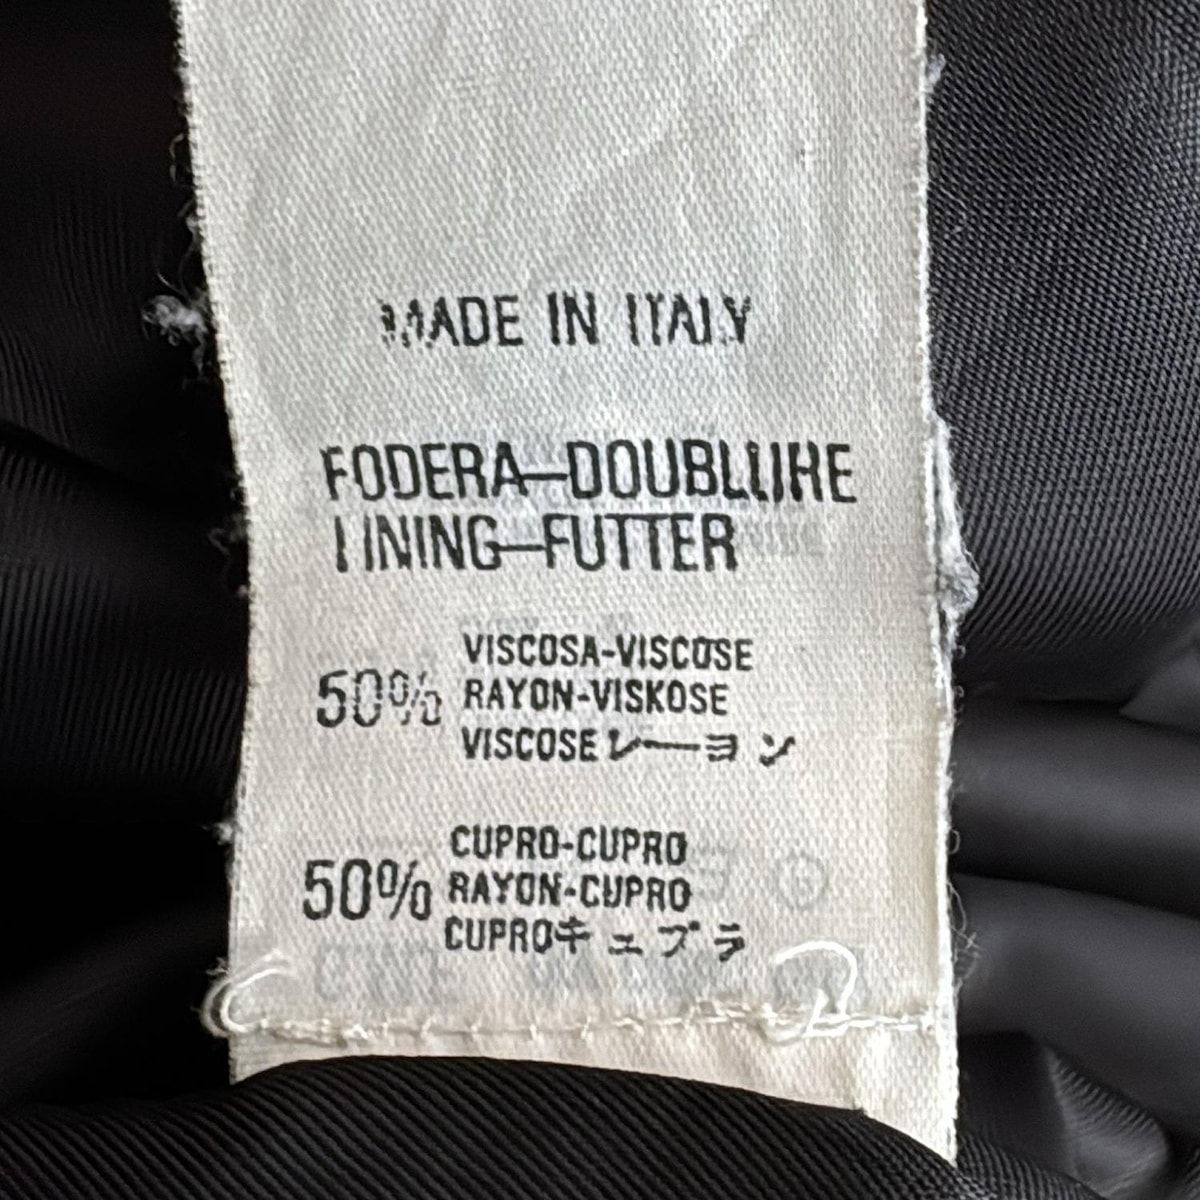 MADE IN ITALY
FODERA—DOUBLURE
LINING—FUTTER
50% VISCOSA-VISCOSE
RAYON-VISKOSE
VISCOSEレーヨン
50% CUPRO-CUPRO
RAYON-CUPRO
CUPROキュプラ